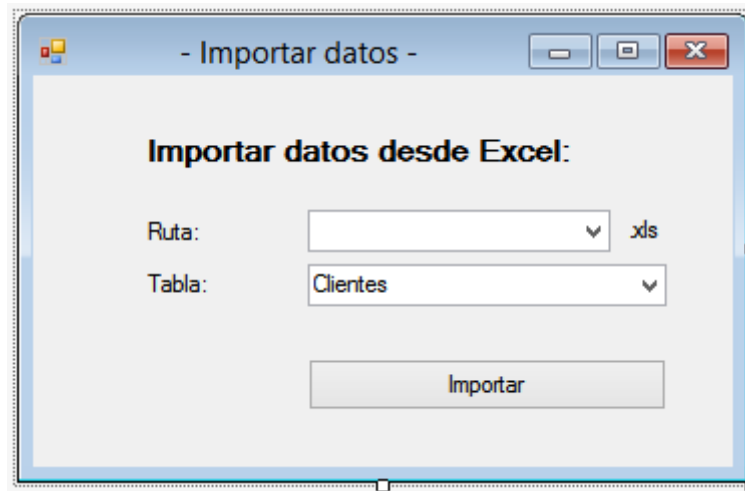 - Importar datos -
Importar datos desde Excel:
Ruta: .xls
Tabla: Clientes
Importar